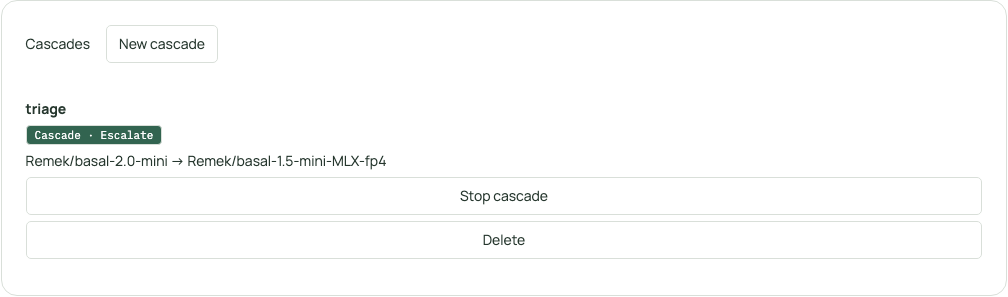 Cascades
New cascade
triage
Cascade · Escalate
Remek/basal-2.0-mini → Remek/basal-1.5-mini-MLX-fp4
Stop cascade
Delete